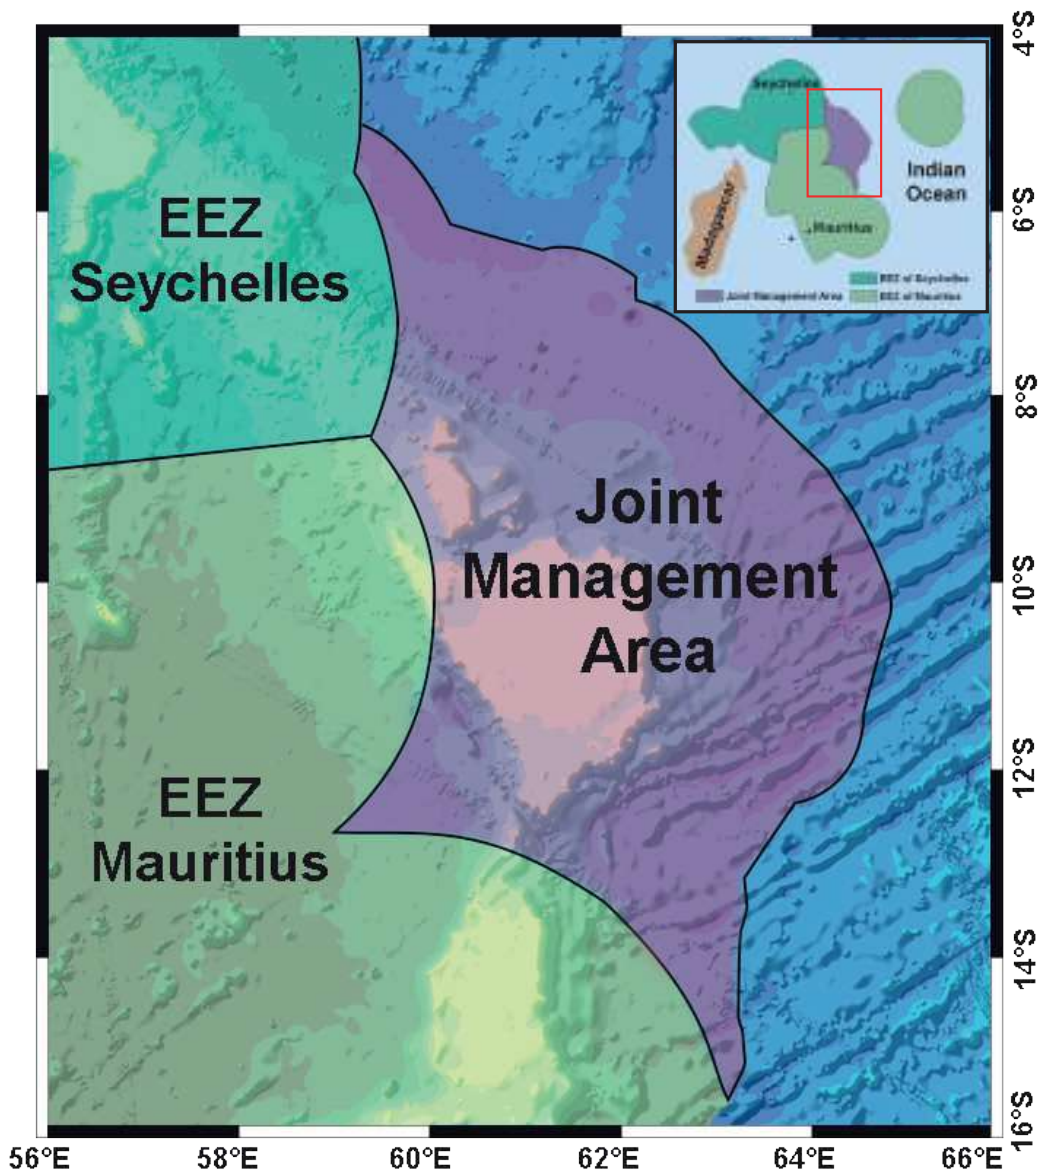 EEZ
Seychelles
Joint
Management
Area
EEZ
Mauritius
Seychelles
Indian
Ocean
Madagascar
Mauritius
EEZ of Seychelles
Joint Management Area
EEZ of Mauritius
4°S
6°S
8°S
10°S
12°S
14°S
16°S
56°E
58°E
60°E
62°E
64°E
66°E